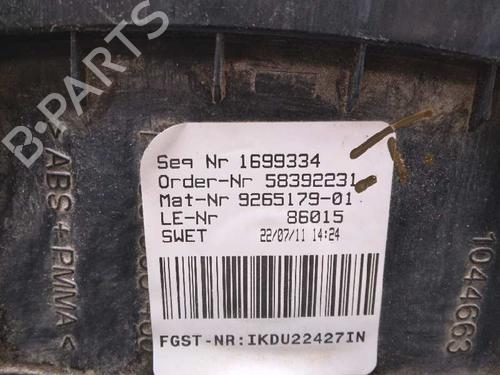 B-PARTS
Seq Nr 1699334
Order-Nr 58392231
Mat-Nr 9265179-01
LE-Nr 86015
SWET 22/07/11 14:24
FGST-NR:IKDU22427IN
> ABS + PMMA <
1044663